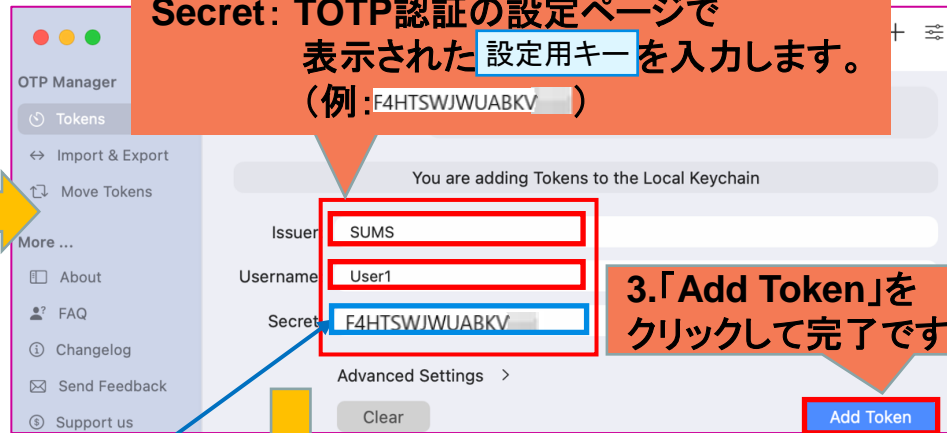 Secret: TOTP認証の設定ページで
表示された 設定用キー を入力します。
（例：F4HTSWJWUABKV）
OTP Manager
Tokens
Import & Export
Move Tokens
You are adding Tokens to the Local Keychain
Issuer SUMS
More ...
About
Username User1
FAQ
Secret F4HTSWJWUABKV
3.「Add Token」を
クリックして完了です
Changelog
Advanced Settings >
Send Feedback
Support us
Clear
Add Token